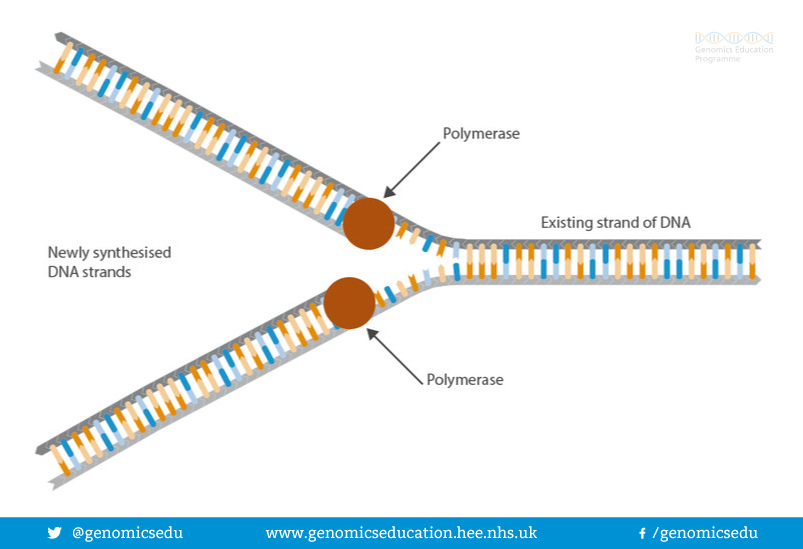 Genomics Education
Programme
Polymerase
Existing strand of DNA
Newly synthesised
DNA strands
Polymerase
@genomicsedu
www.genomicseducation.hee.nhs.uk
/genomicsedu